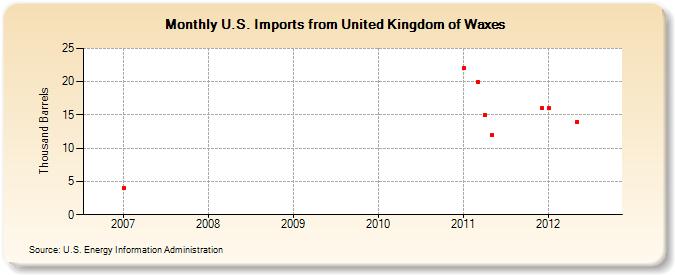 Monthly U.S. Imports from United Kingdom of Waxes
Thousand Barrels
25
20
15
10
5
0
2007 2008 2009 2010 2011 2012
Source: U.S. Energy Information Administration